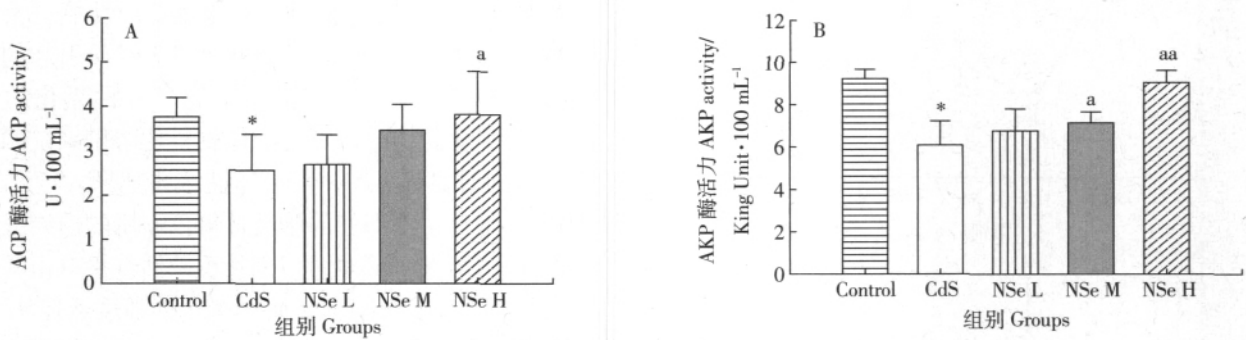 A
ACP 酶活力 ACP activity/
U·100 mL⁻¹
6
5
4
3
2
1
0
*
a
Control CdS NSe L NSe M NSe H
组别 Groups
B
AKP 酶活力 AKP activity/
King Unit·100 mL⁻¹
12
10
8
6
4
2
0
*
a
aa
Control CdS NSe L NSe M NSe H
组别 Groups